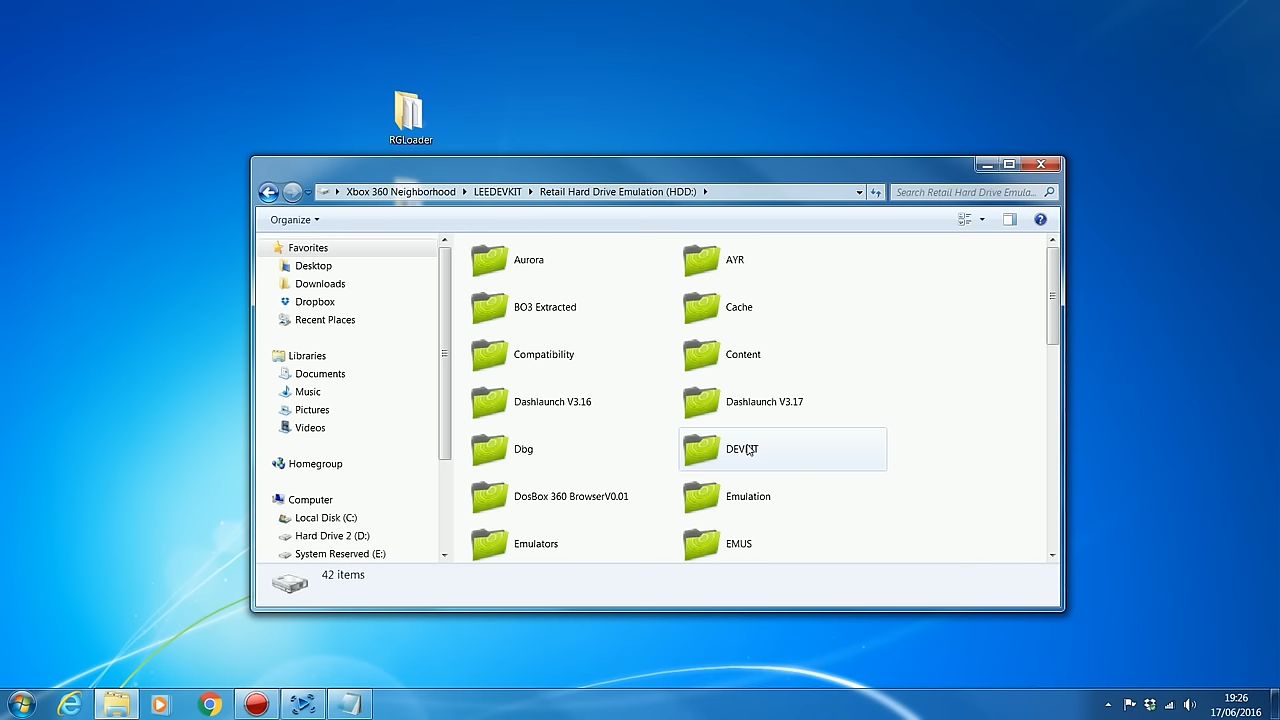 RGLoader
Xbox 360 Neighborhood
LEEDEVKIT
Retail Hard Drive Emulation (HDD:)
Search Retail Hard Drive Emula...
Organize
Favorites
Desktop
Downloads
Dropbox
Recent Places
Libraries
Documents
Music
Pictures
Videos
Homegroup
Computer
Local Disk (C:)
Hard Drive 2 (D:)
System Reserved (E:)
Aurora
AYR
BO3 Extracted
Cache
Compatibility
Content
Dashlaunch V3.16
Dashlaunch V3.17
Dbg
DosBox 360 BrowserV0.01
Emulation
Emulators
EMUS
42 items
19:26
17/06/2016